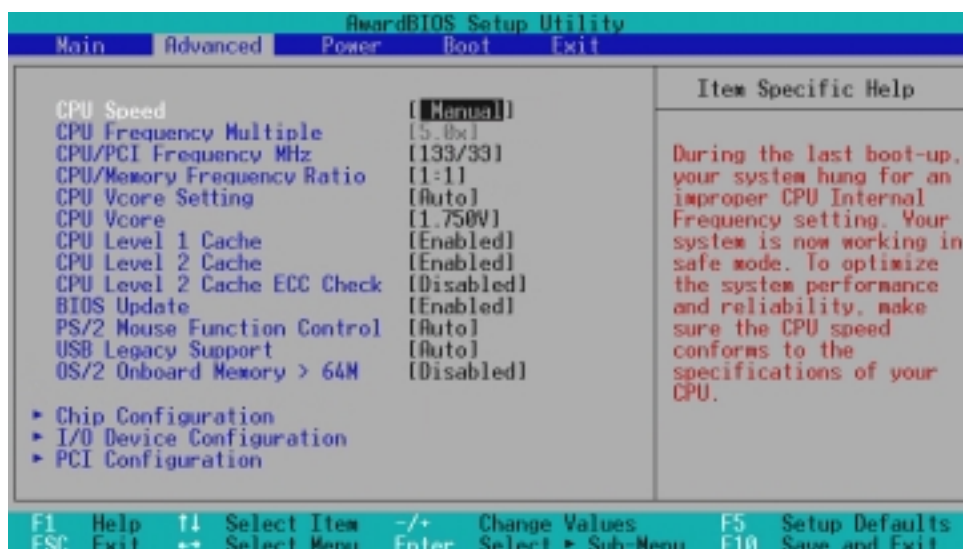 AwardBIOS Setup Utility
Main Advanced Power Boot Exit
CPU Speed [ Manual]
CPU Frequency Multiple [5.0x]
CPU/PCI Frequency MHz [133/33]
CPU/Memory Frequency Ratio [1:1]
CPU Vcore Setting [Auto]
CPU Vcore [1.750V]
CPU Level 1 Cache [Enabled]
CPU Level 2 Cache [Enabled]
CPU Level 2 Cache ECC Check [Disabled]
BIOS Update [Enabled]
PS/2 Mouse Function Control [Auto]
USB Legacy Support [Auto]
OS/2 Onboard Memory > 64M [Disabled]
► Chip Configuration
► I/O Device Configuration
► PCI Configuration
Item Specific Help
During the last boot-up,
your system hung for an
improper CPU Internal
Frequency setting. Your
system is now working in
safe mode. To optimize
the system performance
and reliability, make
sure the CPU speed
conforms to the
specifications of your
CPU.
F1 Help ↑↓ Select Item -/+ Change Values F5 Setup Defaults
ESC Exit ↔ Select Menu Enter Select ► Sub-Menu F10 Save and Exit